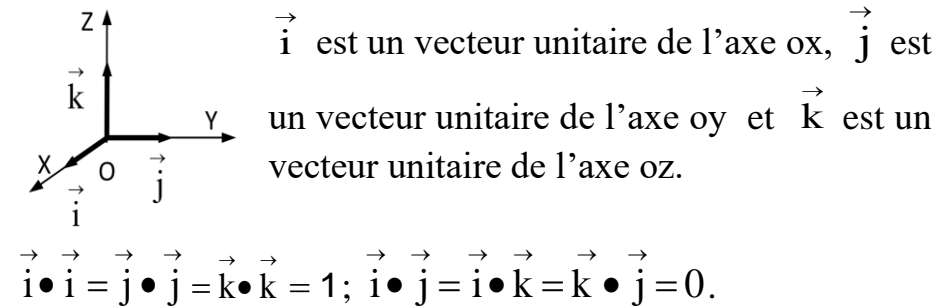 Z
k⃗
Y
X
O
j⃗
i⃗
i⃗ est un vecteur unitaire de l’axe ox, j⃗ est
un vecteur unitaire de l’axe oy et k⃗ est un
vecteur unitaire de l’axe oz.
i⃗ • i⃗ = j⃗ • j⃗ = k⃗ • k⃗ = 1; i⃗ • j⃗ = i⃗ • k⃗ = k⃗ • j⃗ = 0.